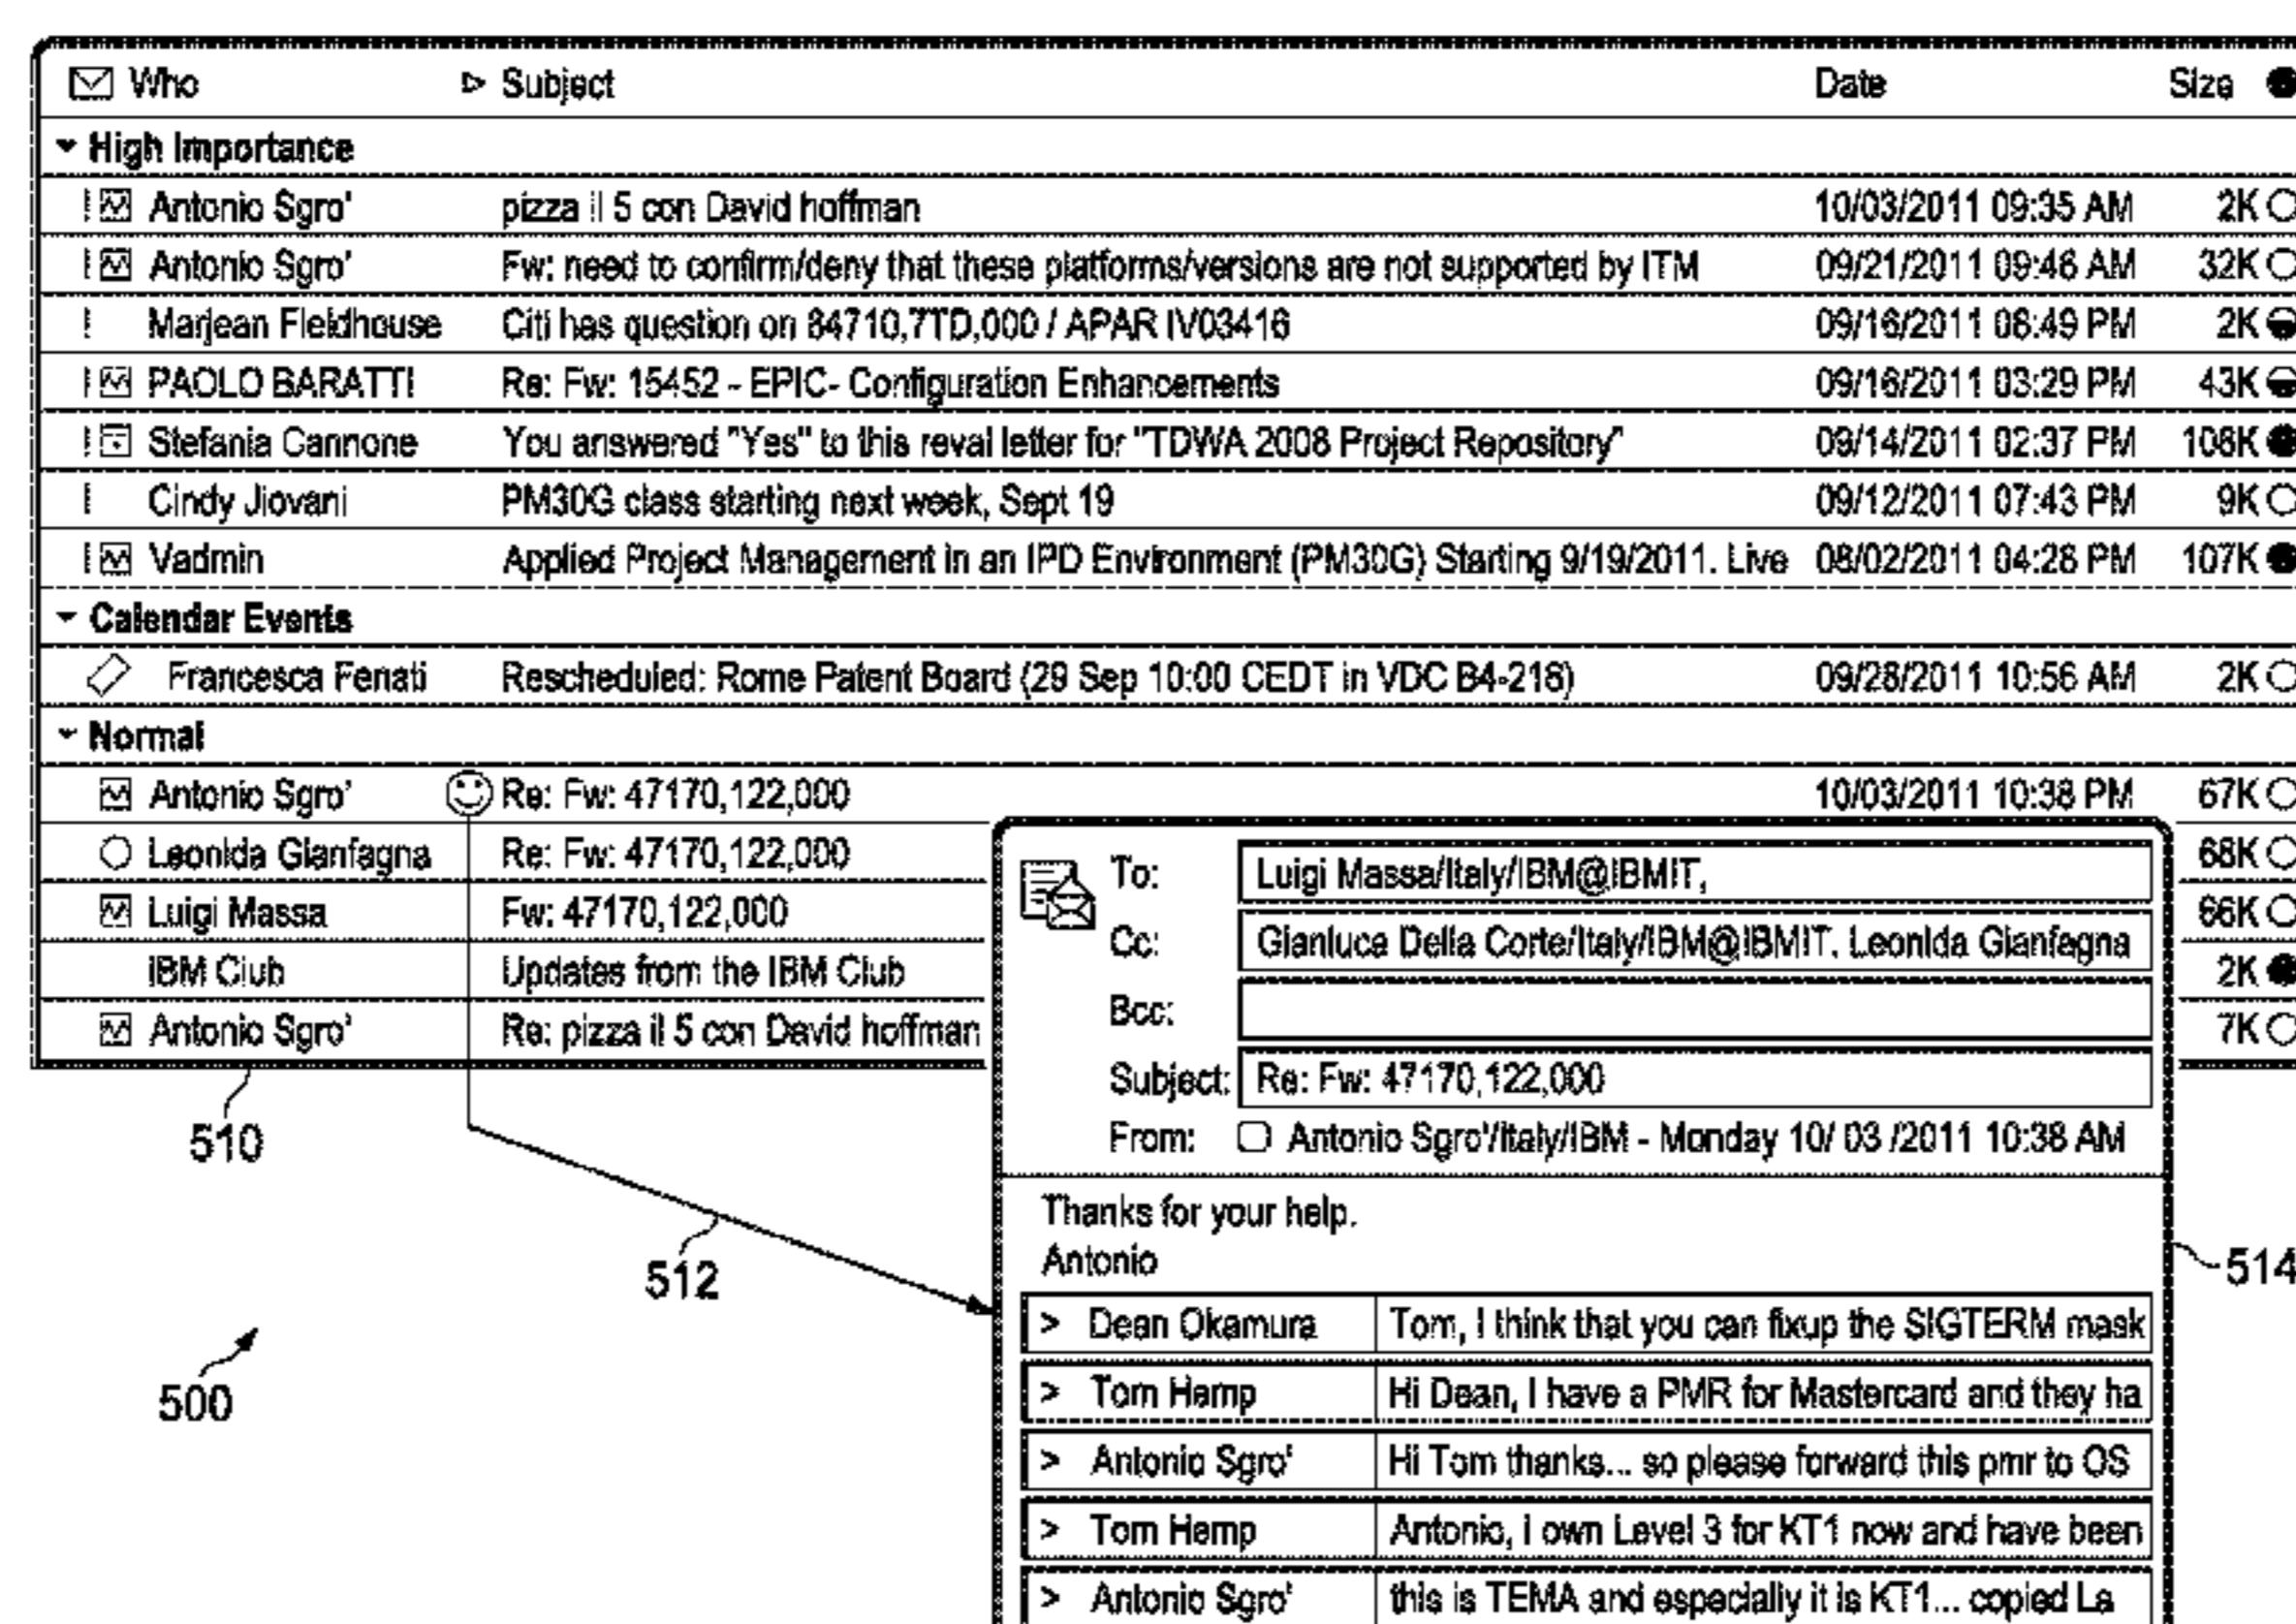 Who Subject Date Size
High Importance
! Antonio Sgro' pizza il 5 con David hoffman 10/03/2011 09:35 AM 2K
! Antonio Sgro' Fw: need to confirm/deny that these platforms/versions are not supported by ITM 09/21/2011 09:46 AM 32K
! Marjean Fieldhouse Citi has question on 84710,7TD,000 / APAR IV03416 09/16/2011 08:49 PM 2K
! PAOLO BARATTI Re: Fw: 15452 - EPIC- Configuration Enhancements 09/16/2011 03:29 PM 43K
! Stefania Cannone You answered "Yes" to this reval letter for "TDWA 2008 Project Repository" 09/14/2011 02:37 PM 108K
! Cindy Jiovani PM30G class starting next week, Sept 19 09/12/2011 07:43 PM 9K
! Vadmin Applied Project Management in an IPD Environment (PM30G) Starting 9/19/2011. Live 08/02/2011 04:28 PM 107K
Calendar Events
Francesca Fenati Rescheduled: Rome Patent Board (29 Sep 10:00 CEDT in VDC B4-216) 09/28/2011 10:56 AM 2K
Normal
Antonio Sgro' Re: Fw: 47170,122,000 10/03/2011 10:38 PM 67K
Leonida Gianfagna Re: Fw: 47170,122,000 68K
Luigi Massa Fw: 47170,122,000 66K
IBM Club Updates from the IBM Club 2K
Antonio Sgro' Re: pizza il 5 con David hoffman 7K
To: Luigi Massa/Italy/IBM@IBMIT,
Cc: Gianluca Della Corte/Italy/IBM@IBMIT. Leonida Gianfagna
Bcc:
Subject: Re: Fw: 47170,122,000
From: Antonio Sgro'/Italy/IBM - Monday 10/ 03 /2011 10:38 AM
Thanks for your help.
Antonio
> Dean Okamura Tom, I think that you can fixup the SIGTERM mask
> Tom Hemp Hi Dean, I have a PMR for Mastercard and they ha
> Antonio Sgro' Hi Tom thanks... so please forward this pmr to OS
> Tom Hemp Antonio, I own Level 3 for KT1 now and have been
> Antonio Sgro' this is TEMA and especially it is KT1... copied La
510
512
514
500